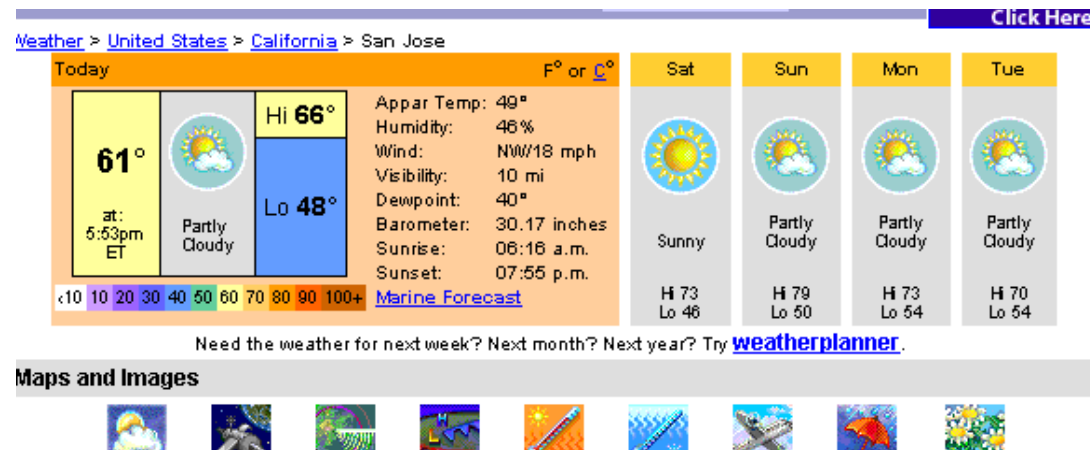 Click Here
Weather > United States > California > San Jose
Today F° or C°
61°
at:
5:53pm
ET
Partly
Cloudy
Hi 66°
Lo 48°
Appar Temp: 49°
Humidity: 46%
Wind: NW/18 mph
Visibility: 10 mi
Dewpoint: 40°
Barometer: 30.17 inches
Sunrise: 06:16 a.m.
Sunset: 07:55 p.m.
<10 10 20 30 40 50 60 70 80 90 100+ Marine Forecast
Sat
Sunny
Hi 73
Lo 46
Sun
Partly
Cloudy
Hi 79
Lo 50
Mon
Partly
Cloudy
Hi 73
Lo 54
Tue
Partly
Cloudy
Hi 70
Lo 54
Need the weather for next week? Next month? Next year? Try weatherplanner.
Maps and Images
H
L